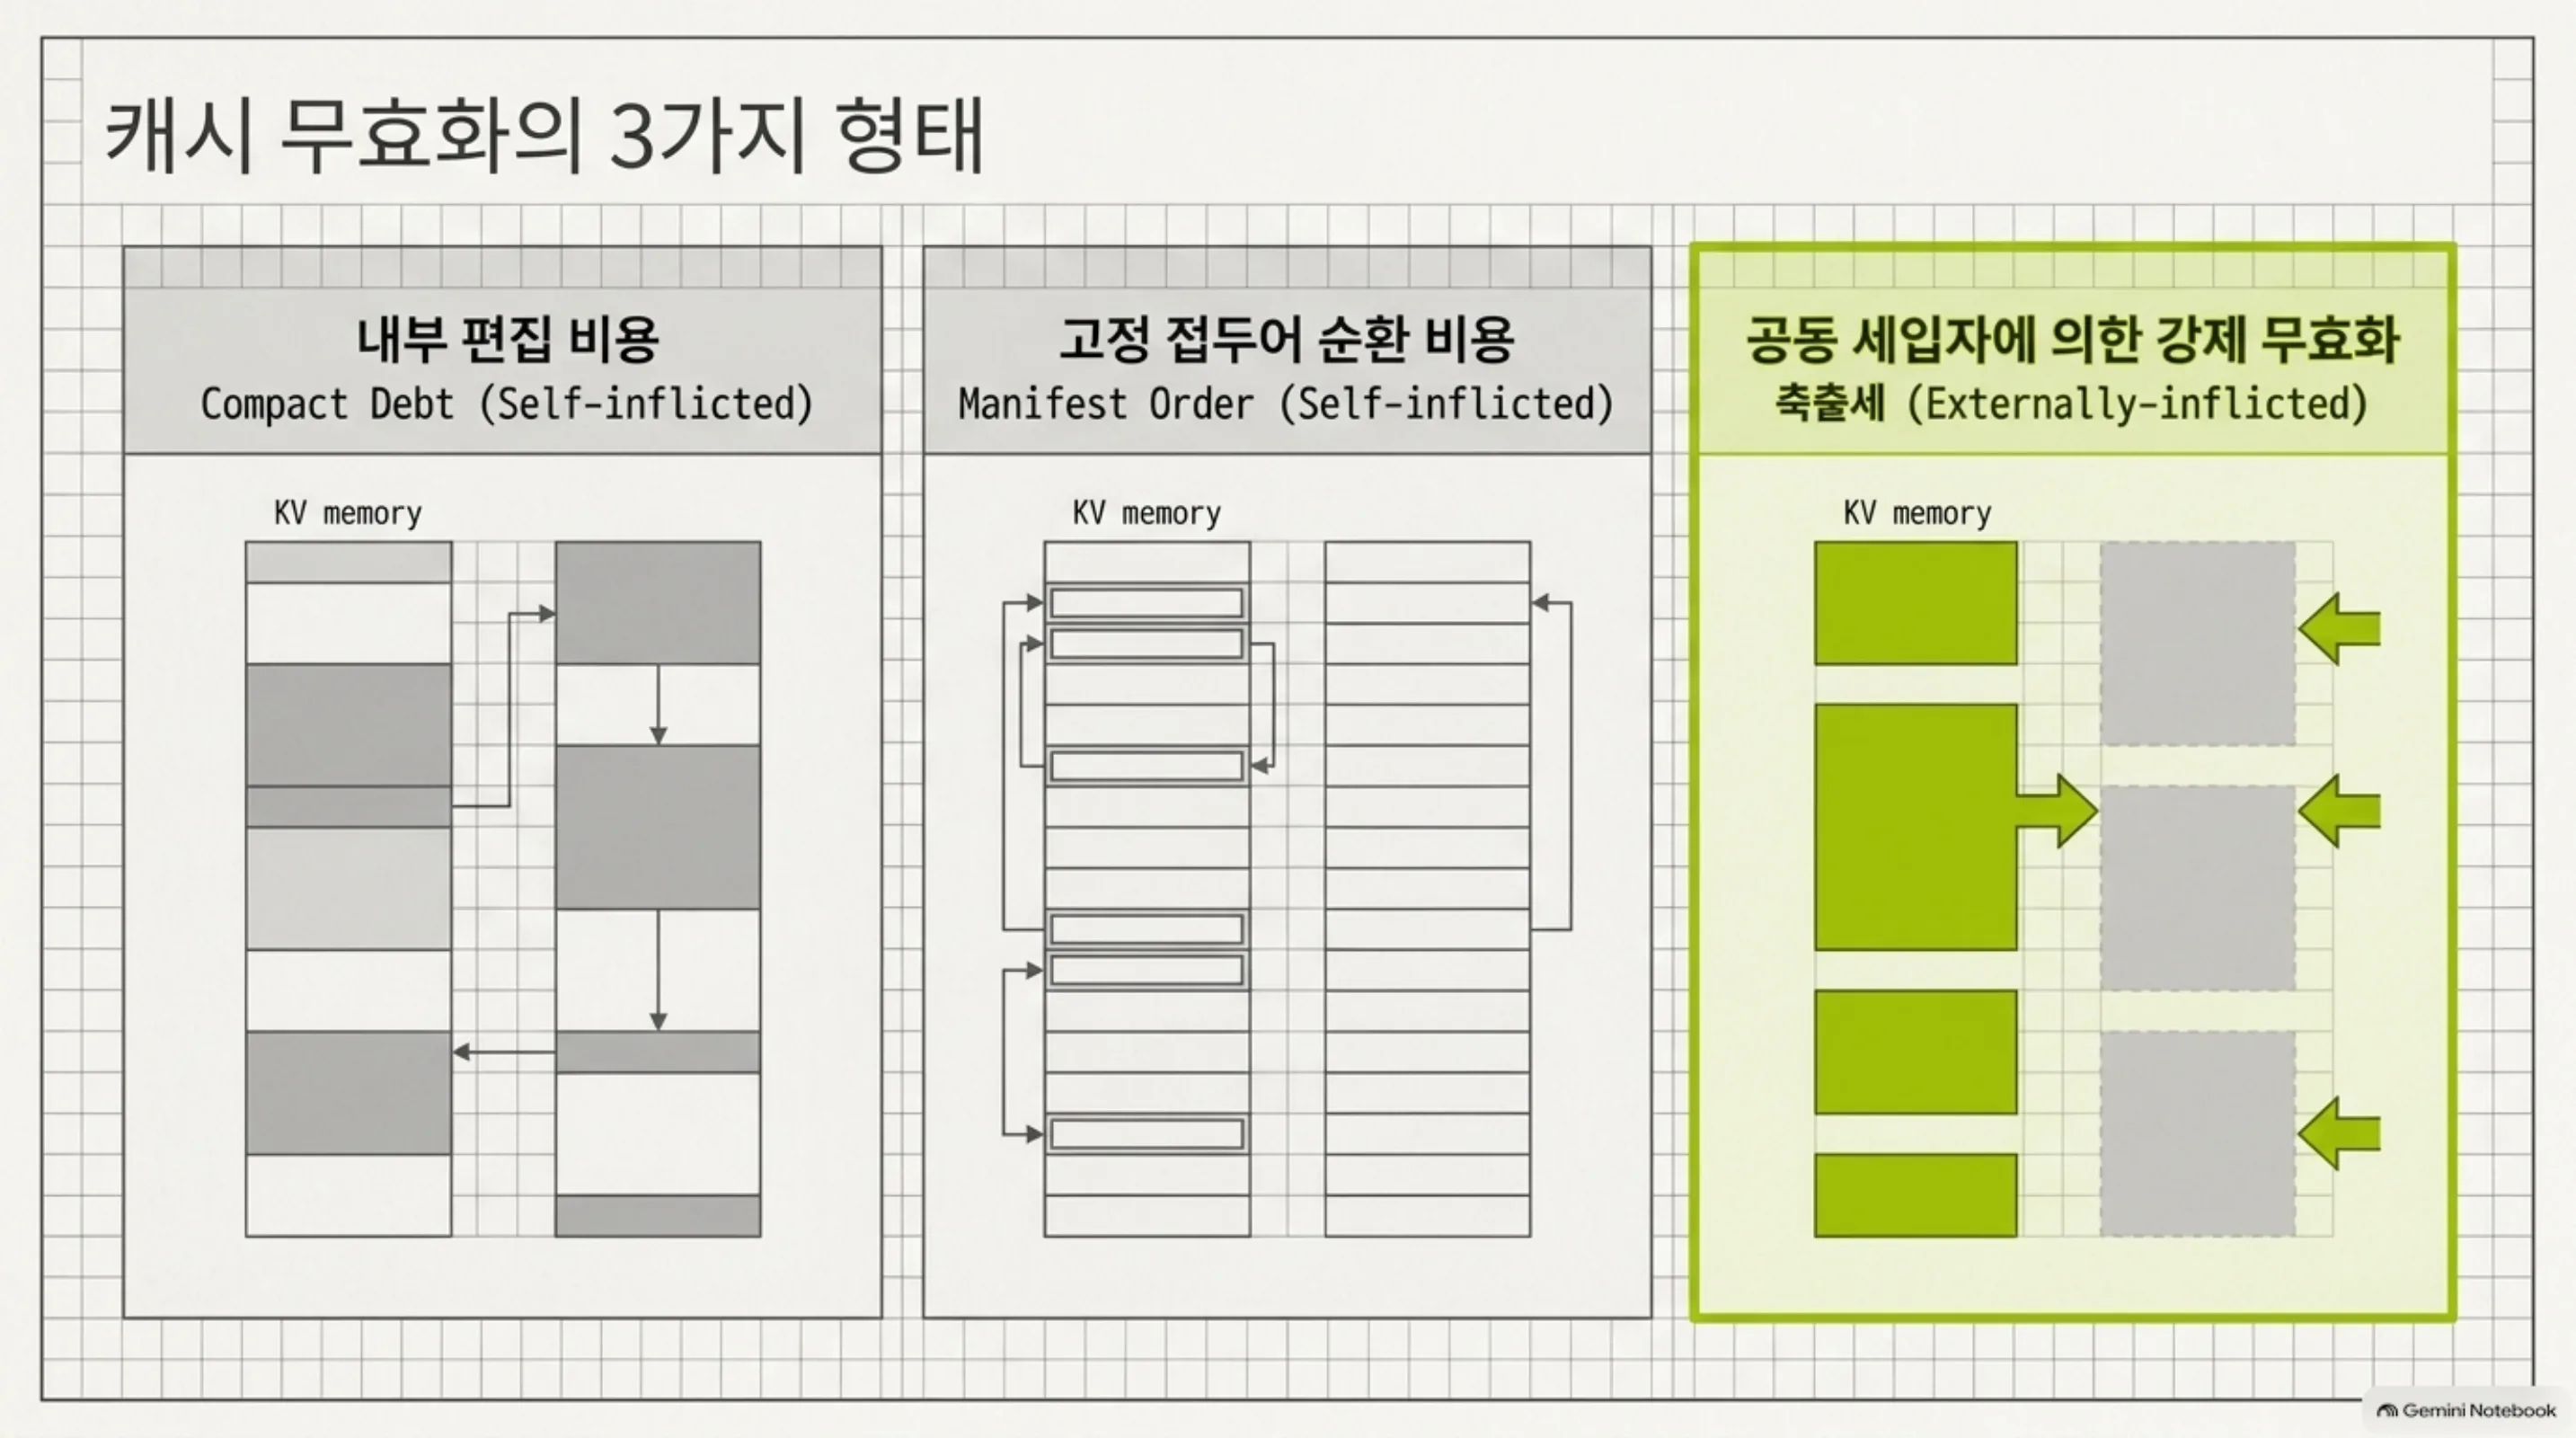 캐시 무효화의 3가지 형태
내부 편집 비용
Compact Debt (Self-inflicted)
KV memory
고정 접두어 순환 비용
Manifest Order (Self-inflicted)
KV memory
공동 세입자에 의한 강제 무효화
축출세 (Externally-inflicted)
KV memory
Gemini Notebook